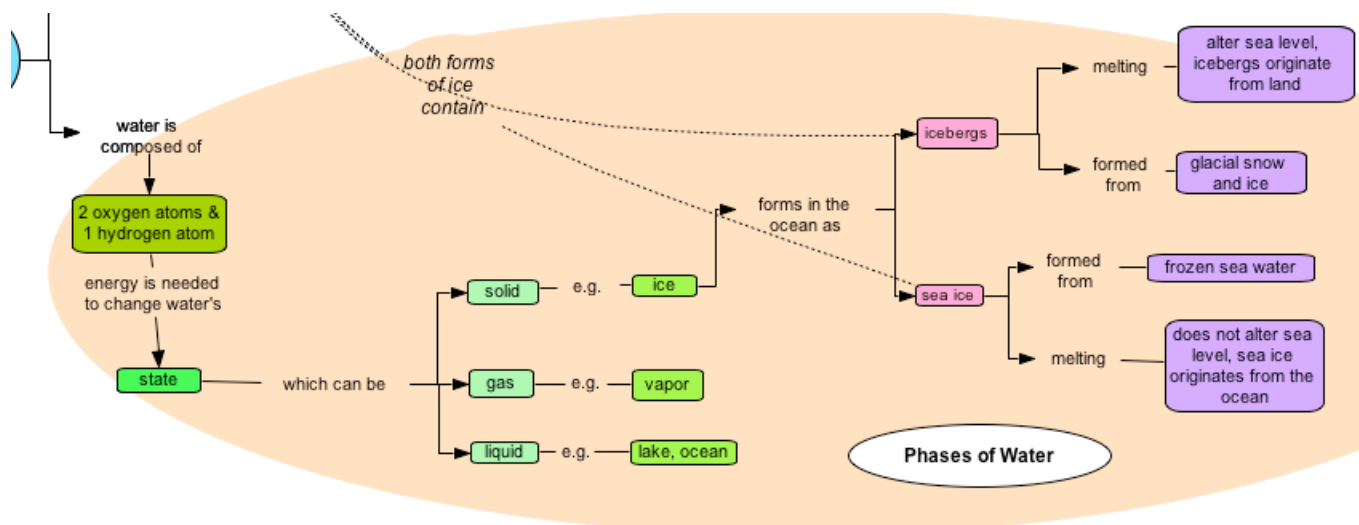 both forms
of ice
contain
water is
composed of
2 oxygen atoms &
1 hydrogen atom
energy is needed
to change water's
state
which can be
solid
e.g.
ice
gas
e.g.
vapor
liquid
e.g.
lake, ocean
forms in the
ocean as
icebergs
melting
alter sea level,
icebergs originate
from land
formed
from
glacial snow
and ice
sea ice
formed
from
frozen sea water
melting
does not alter sea
level, sea ice
originates from the
ocean
Phases of Water